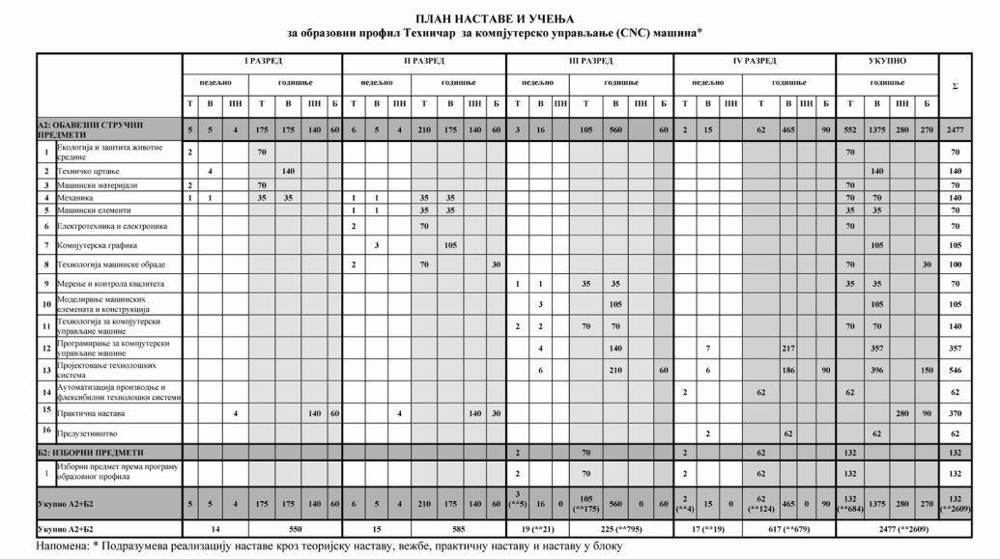 ПЛАН НАСТАВЕ И УЧЕЊА
за образовни профил Техничар за компјутерско управљање (CNC) машина*
I РАЗРЕД II РАЗРЕД III РАЗРЕД IV РАЗРЕД УКУПНО
недељно годишње недељно годишње недељно годишње недељно годишње годишње Σ
Т В ПН Т В ПН Б Т В ПН Т В ПН Б Т В ПН Т В ПН Б Т В ПН Т В ПН Б Т В ПН Б
А2: ОБАВЕЗНИ СТРУЧНИ
ПРЕДМЕТИ
5 5 4 175 175 140 60 6 5 4 210 175 140 60 3 16 105 560 60 2 15 62 465 90 552 1375 280 270 2477
1 Екологија и заштита животне
средине
2 70 70 70
2 Техничко цртање 4 140 140 140
3 Машински материјали 2 70 70 70
4 Механика 1 1 35 35 1 1 35 35 70 70 140
5 Машински елементи 1 1 35 35 35 35 70
6 Електротехника и електроника 2 70 70 70
7 Компјутерска графика 3 105 105 105
8 Технологија машинске обраде 2 70 30 70 30 100
9 Мерење и контрола квалитета 1 1 35 35 35 35 70
10 Моделирање машинских
елемената и конструкција
3 105 105 105
11 Технологија за компјутерски
управљане машине
2 2 70 70 70 70 140
12 Програмирање за компјутерски
управљане машине
4 140 7 217 357 357
13 Пројектовање технолошких
система
6 210 60 6 186 90 396 150 546
14 Аутоматизација производње и
флексибилни технолошки системи
2 62 62 62
15 Практична настава 4 140 60 4 140 30 280 90 370
16 Предузетништво 2 62 62 62
Б2: ИЗБОРНИ ПРЕДМЕТИ 2 70 2 62 132 132
1 Изборни предмет према програму
образовног профила
2 70 2 62 132 132
Укупно А2+Б2 5 5 4 175 175 140 60 6 5 4 210 175 140 60 3 (**5) 16 0 105 (**175) 560 0 60 2 (**4) 15 0 62 (**124) 465 0 90 132 (**684) 1375 280 270 132 (**2609)
Укупно А2+Б2 14 550 15 585 19 (**21) 225 (**795) 17 (**19) 617 (**679) 2477 (**2609)
Напомена: * Подразумева реализацију наставе кроз теоријску наставу, вежбе, практичну наставу и наставу у блоку